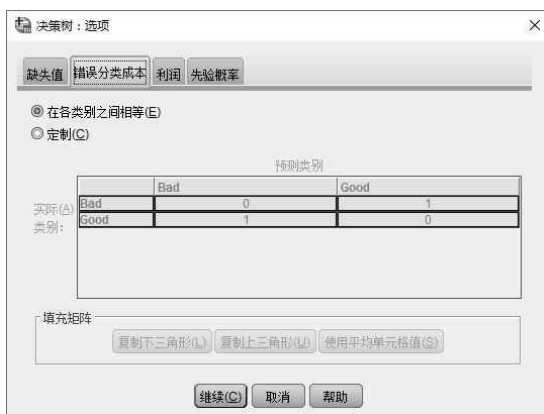 决策树：选项
缺失值 错误分类成本 利润 先验概率
在各类别之间相等(E)
定制(C)
预测类别
Bad Good
实际(A)类别：
Bad 0 1
Good 1 0
填充矩阵
复制下三角形(L) 复制上三角形(U) 使用平均单元格值(S)
继续(C) 取消 帮助